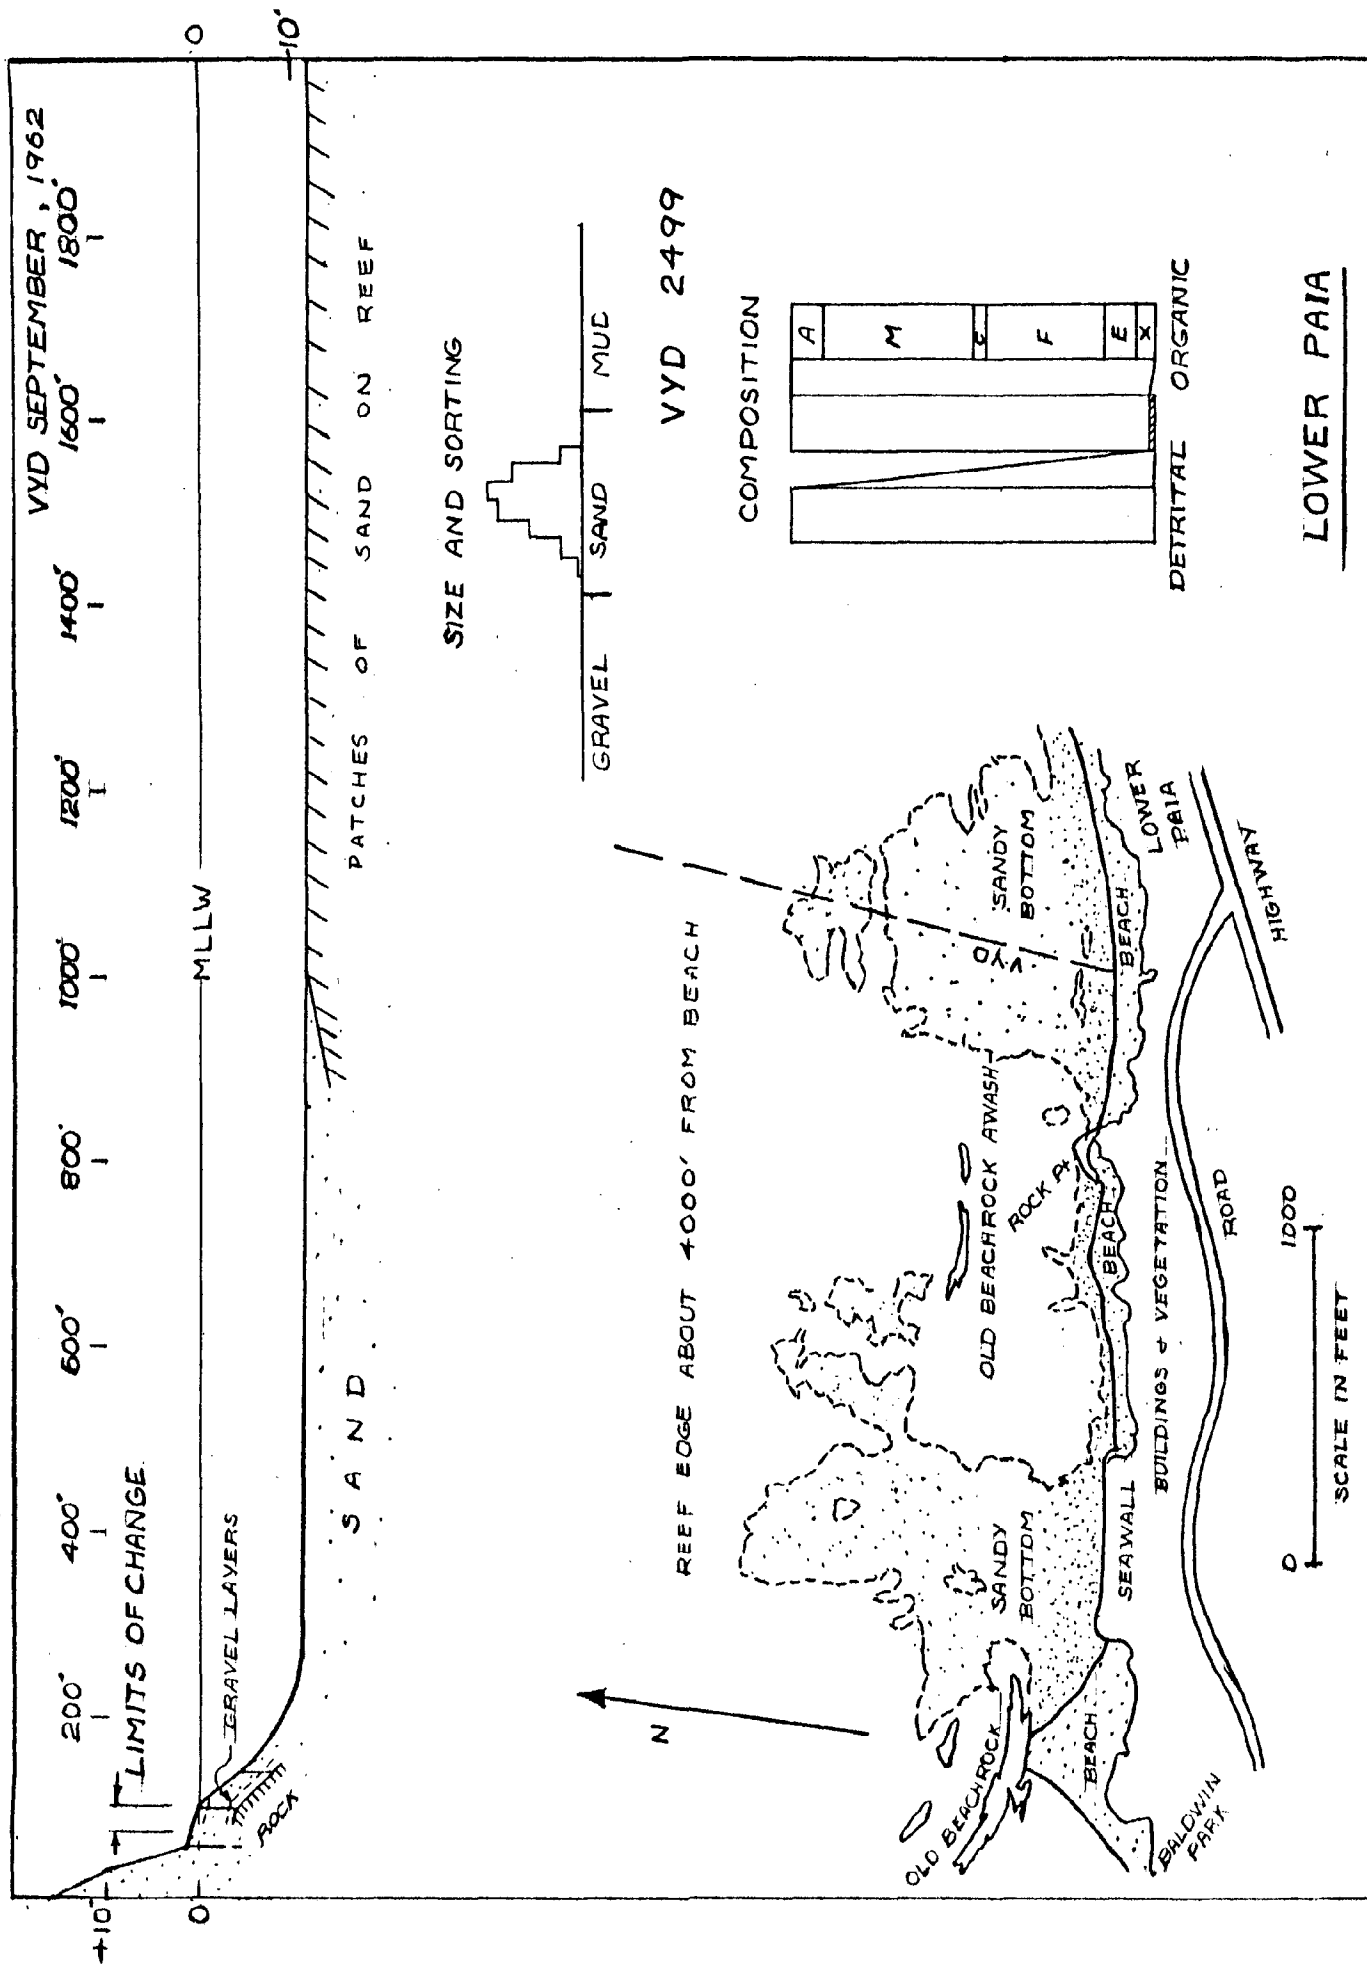 VYD SEPTEMBER, 1962
200' 400' 600' 800' 1000' 1200' 1400' 1600' 1800'
+10'
0
0
-10'
LIMITS OF CHANGE
MLLW
GRAVEL LAYERS
ROCK
SAND
PATCHES OF SAND ON REEF
SIZE AND SORTING
GRAVEL SAND MUD
VYD 2499
COMPOSITION
A
M
C
F
E
X
DETRITAL ORGANIC
LOWER PAIA
N
REEF EDGE ABOUT 4000' FROM BEACH
OLD BEACHROCK
SANDY
BOTTOM
OLD BEACHROCK AWASH
ROCK Pt
VYD
SANDY
BOTTOM
BEACH
SEAWALL
BEACH
BEACH
LOWER
PAIA
BALDWIN
PARK
BUILDINGS & VEGETATION
ROAD
HIGHWAY
0 1000
SCALE IN FEET